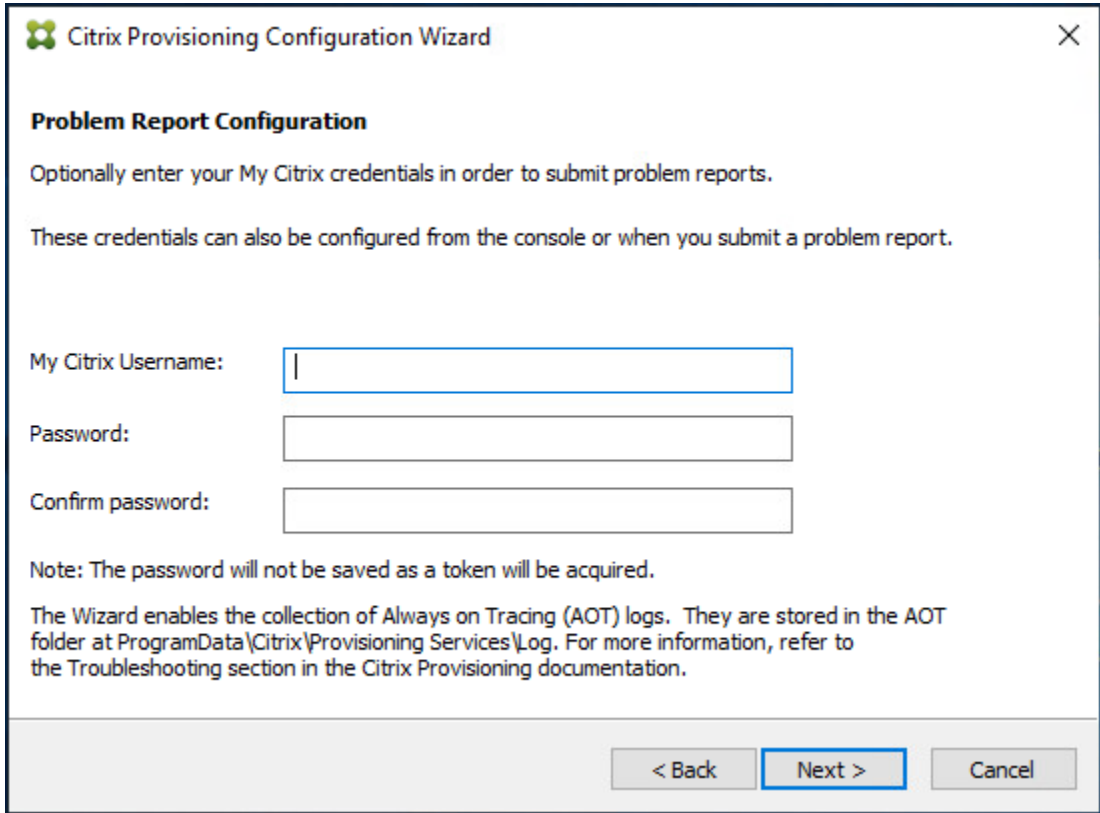 Citrix Provisioning Configuration Wizard
Problem Report Configuration
Optionally enter your My Citrix credentials in order to submit problem reports.
These credentials can also be configured from the console or when you submit a problem report.
My Citrix Username:
Password:
Confirm password:
Note: The password will not be saved as a token will be acquired.
The Wizard enables the collection of Always on Tracing (AOT) logs.  They are stored in the AOT
folder at ProgramData\Citrix\Provisioning Services\Log. For more information, refer to
the Troubleshooting section in the Citrix Provisioning documentation.
< Back Next > Cancel